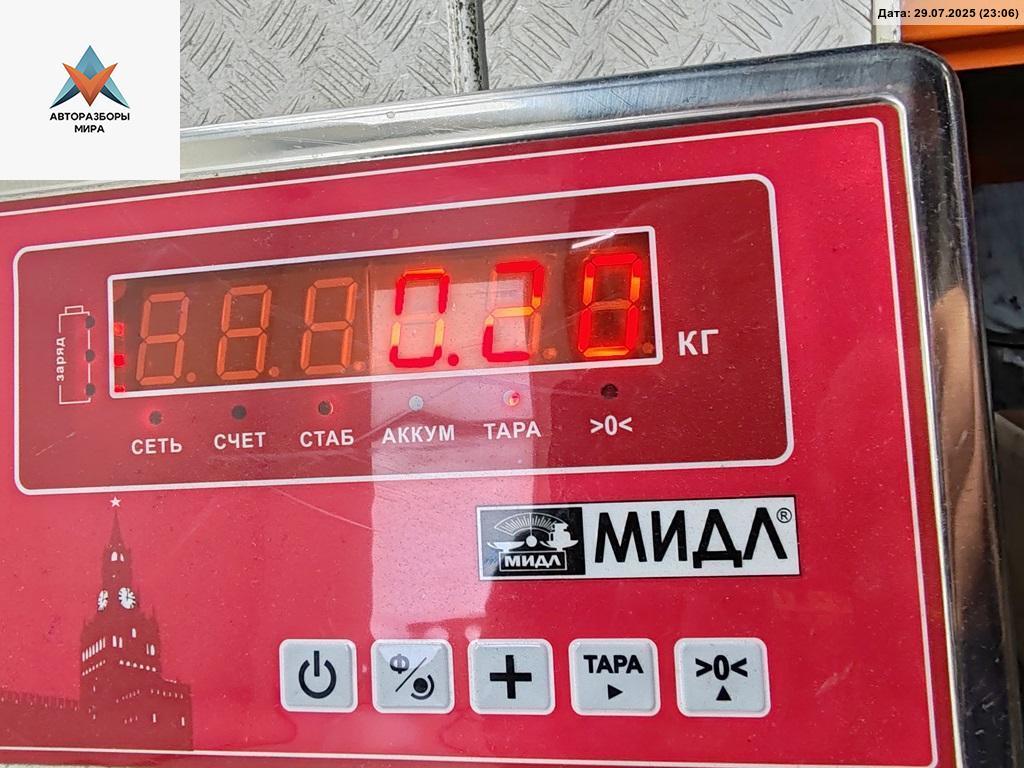 Дата: 29.07.2025 (23:06)
АВТОРАЗБОРЫ
МИРА
заряд
0.20
КГ
СЕТЬ СЧЕТ СТАБ АККУМ ТАРА >0<
МИДЛ МИДЛ®
Ф
ТАРА
>0<